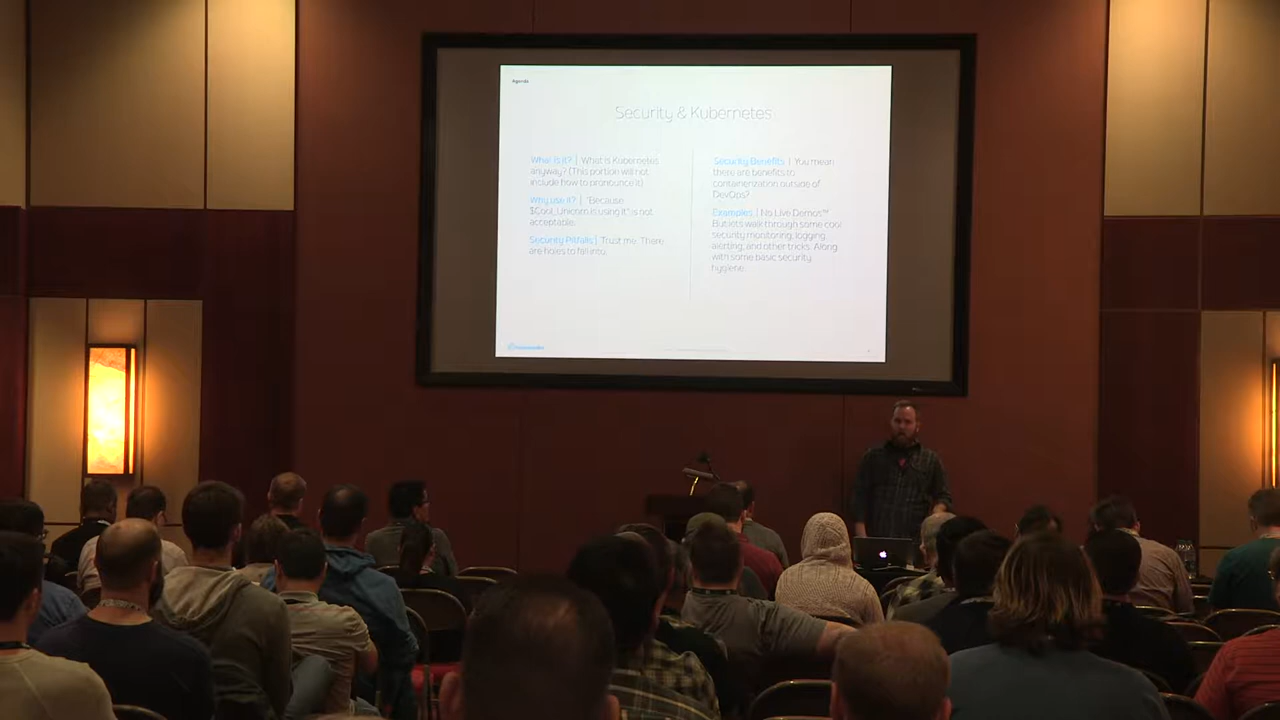 Agenda
Security & Kubernetes
What is it? | What is Kubernetes
anyway? (This portion will not
include how to pronounce it)
Why use it? | "Because
$Cool_Unicorn is using it" is not
acceptable.
Security Pitfalls | Trust me. There
are holes to fall into.
Security Benefits | You mean
there are benefits to
containerization outside of
DevOps?
Examples | No Live Demos™
But lets walk through some cool
security monitoring, logging
alerting, and other tricks. Along
with some basic security
hygiene.